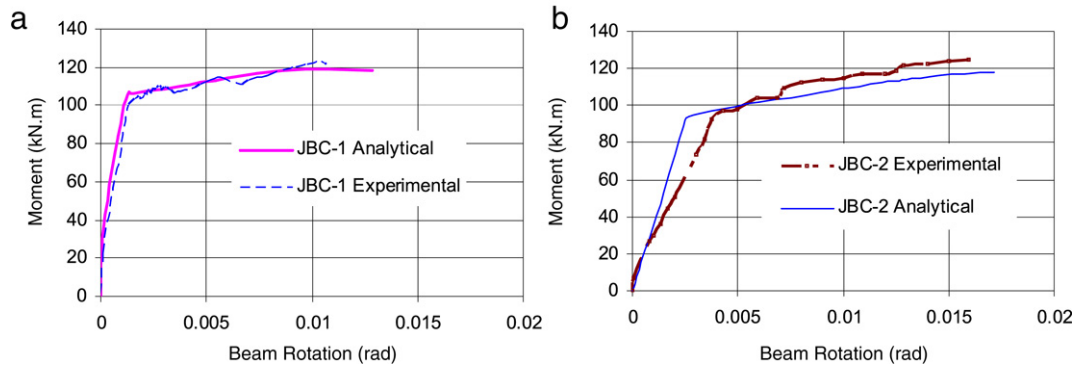 a
140
120
100
80
60
40
20
0
Moment (kN.m)
JBC-1 Analytical
JBC-1 Experimental
0 0.005 0.01 0.015 0.02
Beam Rotation (rad)
b
140
120
100
80
60
40
20
0
Moment (kN.m)
JBC-2 Experimental
JBC-2 Analytical
0 0.005 0.01 0.015 0.02
Beam Rotation (rad)